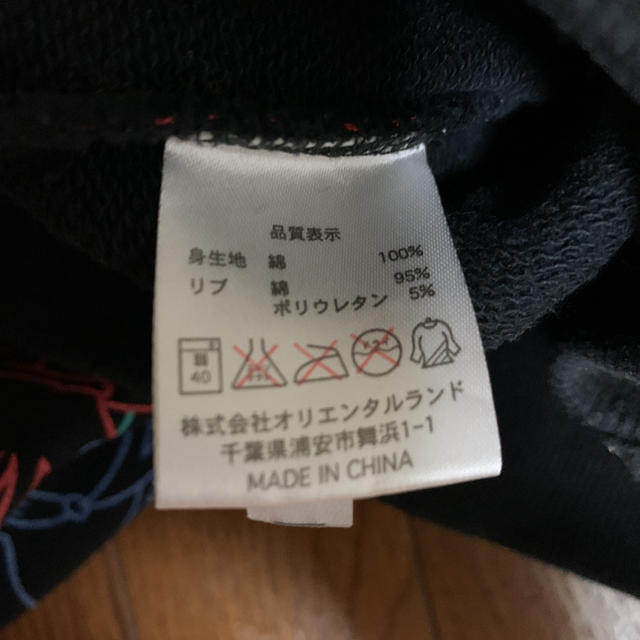 品質表示
身生地 綿 100%
リブ 綿 95%
ポリウレタン 5%
弱
40
株式会社オリエンタルランド
千葉県浦安市舞浜1-1
MADE IN CHINA